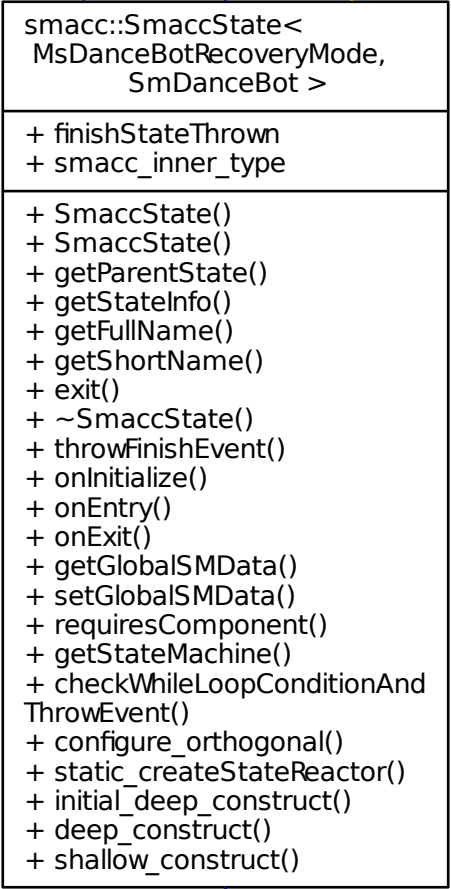 smacc::SmaccState<
MsDanceBotRecoveryMode,
SmDanceBot >
+ finishStateThrown
+ smacc_inner_type
+ SmaccState()
+ SmaccState()
+ getParentState()
+ getStateInfo()
+ getFullName()
+ getShortName()
+ exit()
+ ~SmaccState()
+ throwFinishEvent()
+ onInitialize()
+ onEntry()
+ onExit()
+ getGlobalSMData()
+ setGlobalSMData()
+ requiresComponent()
+ getStateMachine()
+ checkWhileLoopConditionAnd
ThrowEvent()
+ configure_orthogonal()
+ static_createStateReactor()
+ initial_deep_construct()
+ deep_construct()
+ shallow_construct()